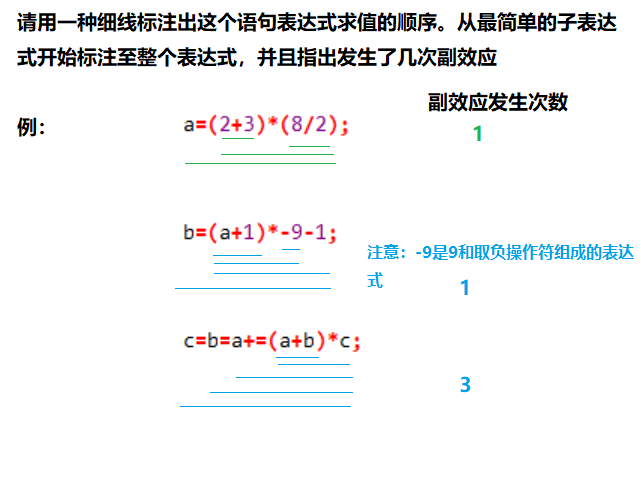 请用一种细线标注出这个语句表达式求值的顺序。从最简单的子表达
式开始标注至整个表达式，并且指出发生了几次副效应
副效应发生次数
例：
a=(2+3)*(8/2);
1
b=(a+1)*-9-1;
注意：-9是9和取负操作符组成的表达
式
1
c=b=a+=(a+b)*c;
3